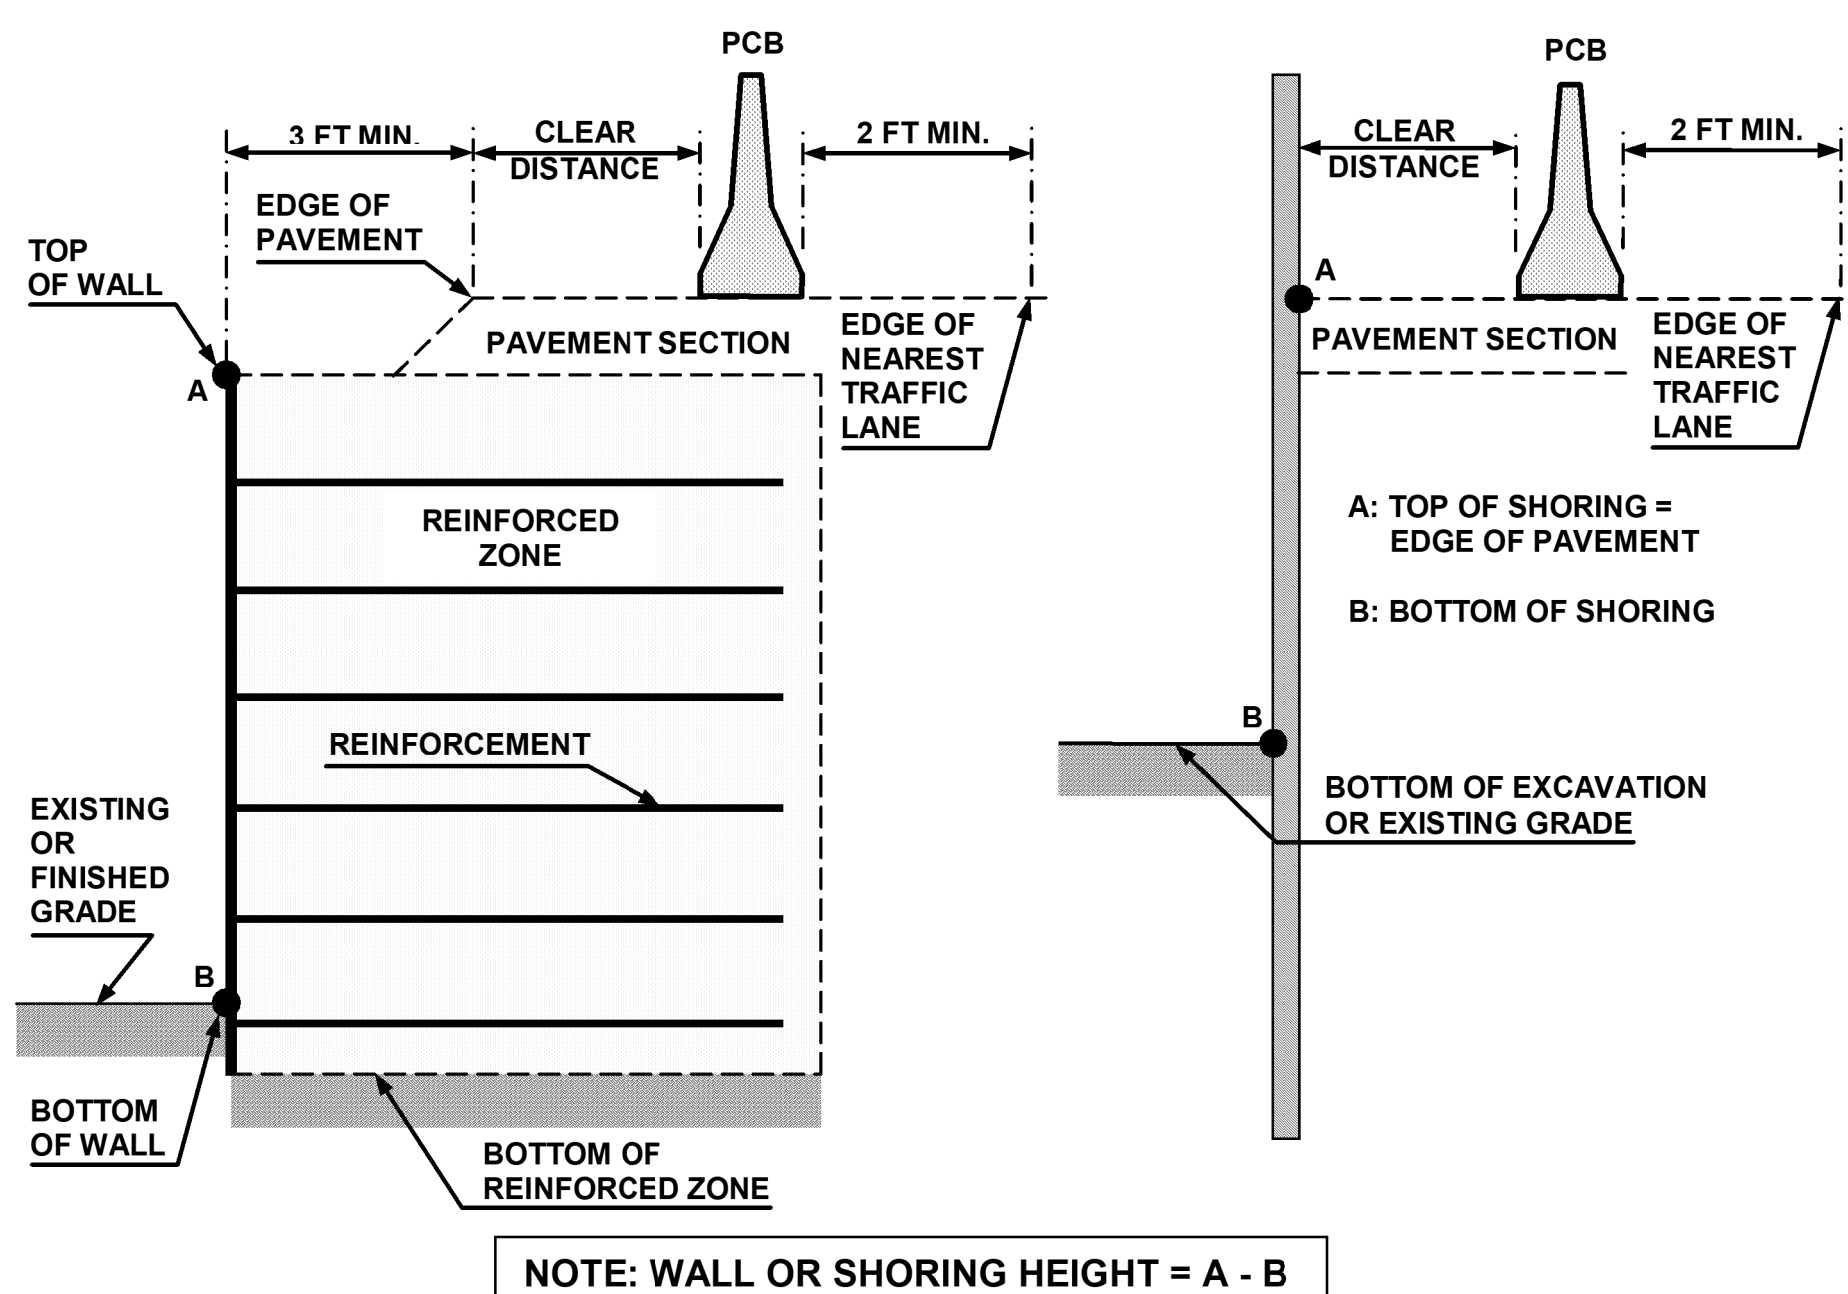 PCB
3 FT MIN.
CLEAR
DISTANCE
2 FT MIN.
EDGE OF
PAVEMENT
TOP
OF WALL
A
PAVEMENT SECTION
EDGE OF
NEAREST
TRAFFIC
LANE
REINFORCED
ZONE
REINFORCEMENT
EXISTING
OR
FINISHED
GRADE
B
BOTTOM
OF WALL
BOTTOM OF
REINFORCED ZONE
PCB
CLEAR
DISTANCE
2 FT MIN.
A
PAVEMENT SECTION
EDGE OF
NEAREST
TRAFFIC
LANE
A: TOP OF SHORING =
EDGE OF PAVEMENT
B: BOTTOM OF SHORING
B
BOTTOM OF EXCAVATION
OR EXISTING GRADE
NOTE: WALL OR SHORING HEIGHT = A - B